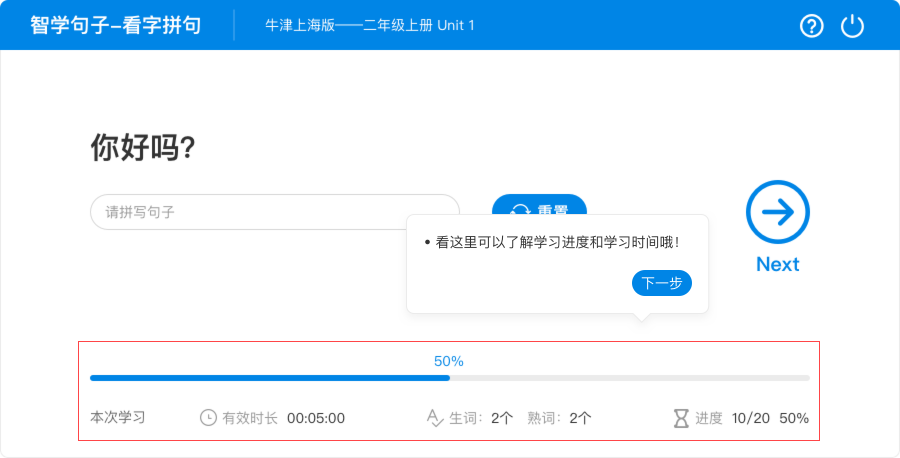 智学句子-看字拼句
牛津上海版——二年级上册 Unit 1
你好吗?
请拼写句子
重置
• 看这里可以了解学习进度和学习时间哦!
下一步
Next
50%
本次学习 有效时长 00:05:00 生词: 2个 熟词: 2个 进度 10/20 50%